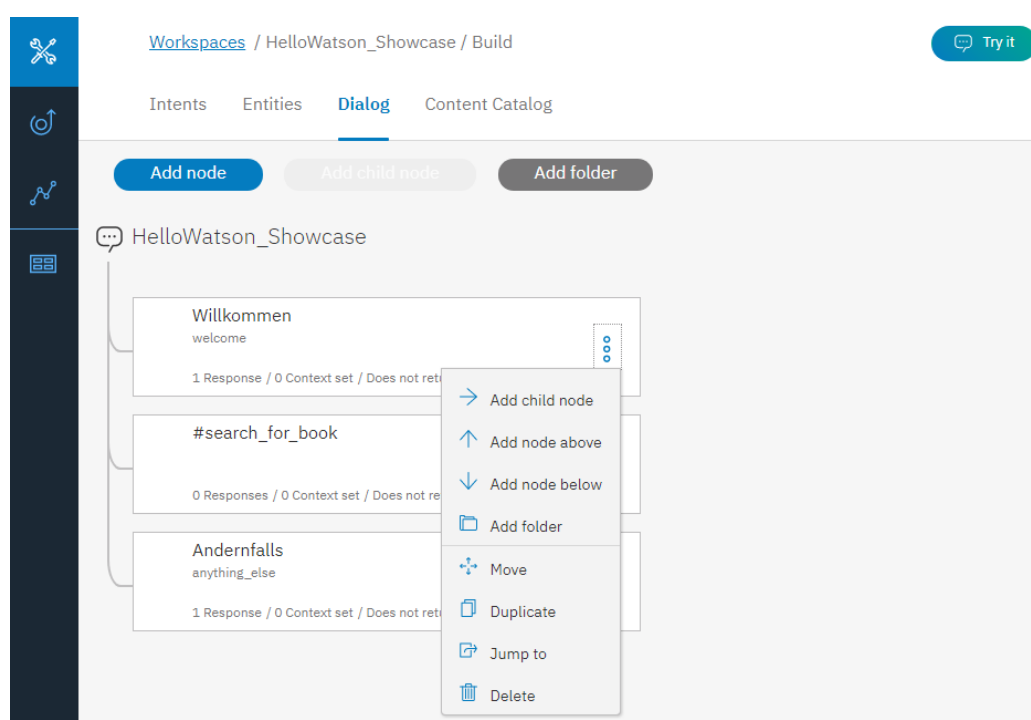 Workspaces / HelloWatson_Showcase / Build
Try it
Intents Entities Dialog Content Catalog
Add node Add child node Add folder
HelloWatson_Showcase
Willkommen
welcome
1 Response / 0 Context set / Does not retu
#search_for_book
0 Responses / 0 Context set / Does not re
Andernfalls
anything_else
1 Response / 0 Context set / Does not retu
Add child node
Add node above
Add node below
Add folder
Move
Duplicate
Jump to
Delete